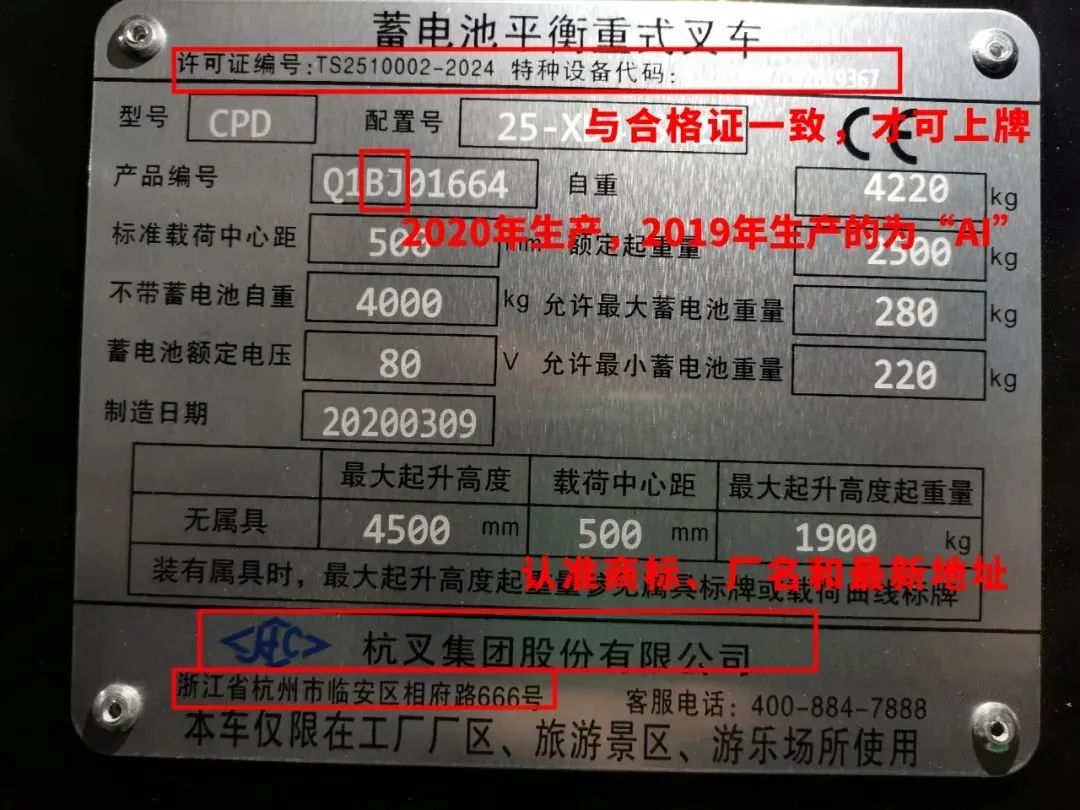 蓄电池平衡重式叉车
许可证编号:TS2510002-2024 特种设备代码: 9367
型号 CPD 配置号 25-X
与合格证一致，才可上牌
CE
产品编号 Q1BJ01664 自重 4220 kg
2020年生产，2019年生产的为“AI”
标准载荷中心距 500 mm 额定起重量 2500 kg
不带蓄电池自重 4000 kg 允许最大蓄电池重量 280 kg
蓄电池额定电压 80 V 允许最小蓄电池重量 220 kg
制造日期 20200309
最大起升高度 载荷中心距 最大起升高度起重量
无属具 4500 mm 500 mm 1900 kg
认准商标、厂名和最新地址
装有属具时，最大起升高度起重量参见属具标牌或载荷曲线标牌
HC 杭叉集团股份有限公司
浙江省杭州市临安区相府路666号 客服电话: 400-884-7888
本车仅限在工厂厂区、旅游景区、游乐场所使用